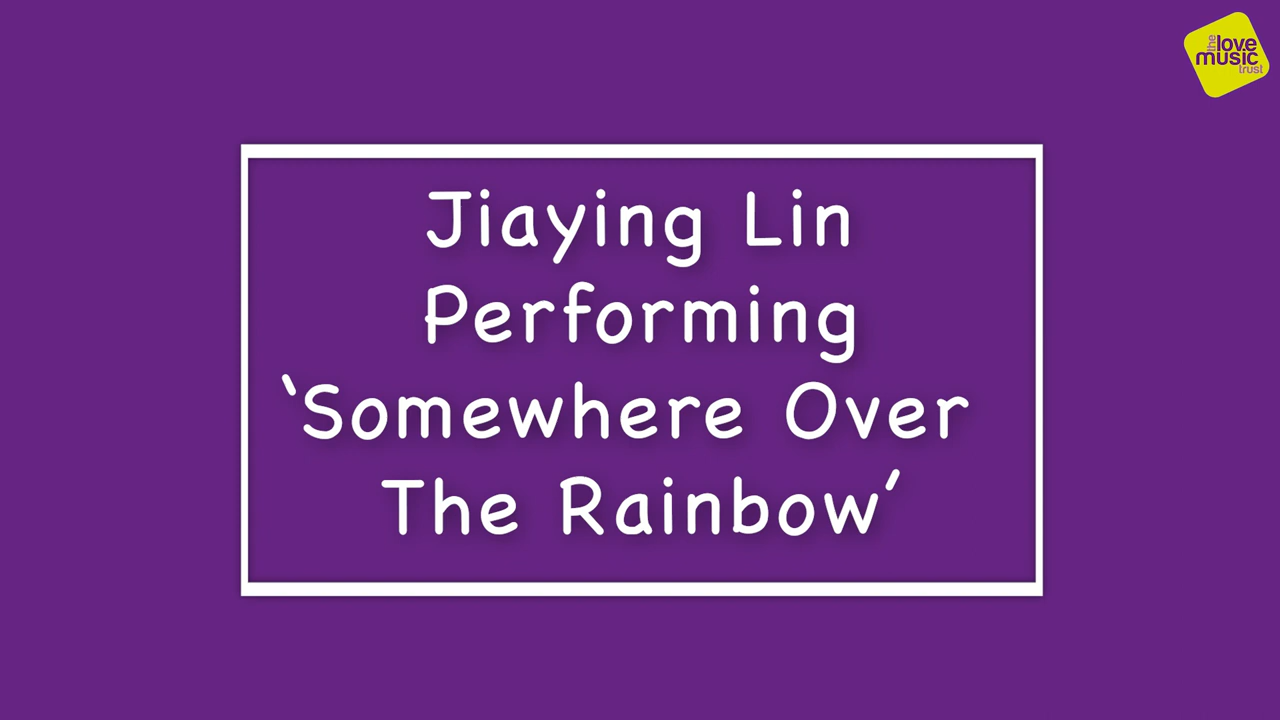 the love
music
trust
Jiaying Lin
Performing
‘Somewhere Over
The Rainbow’